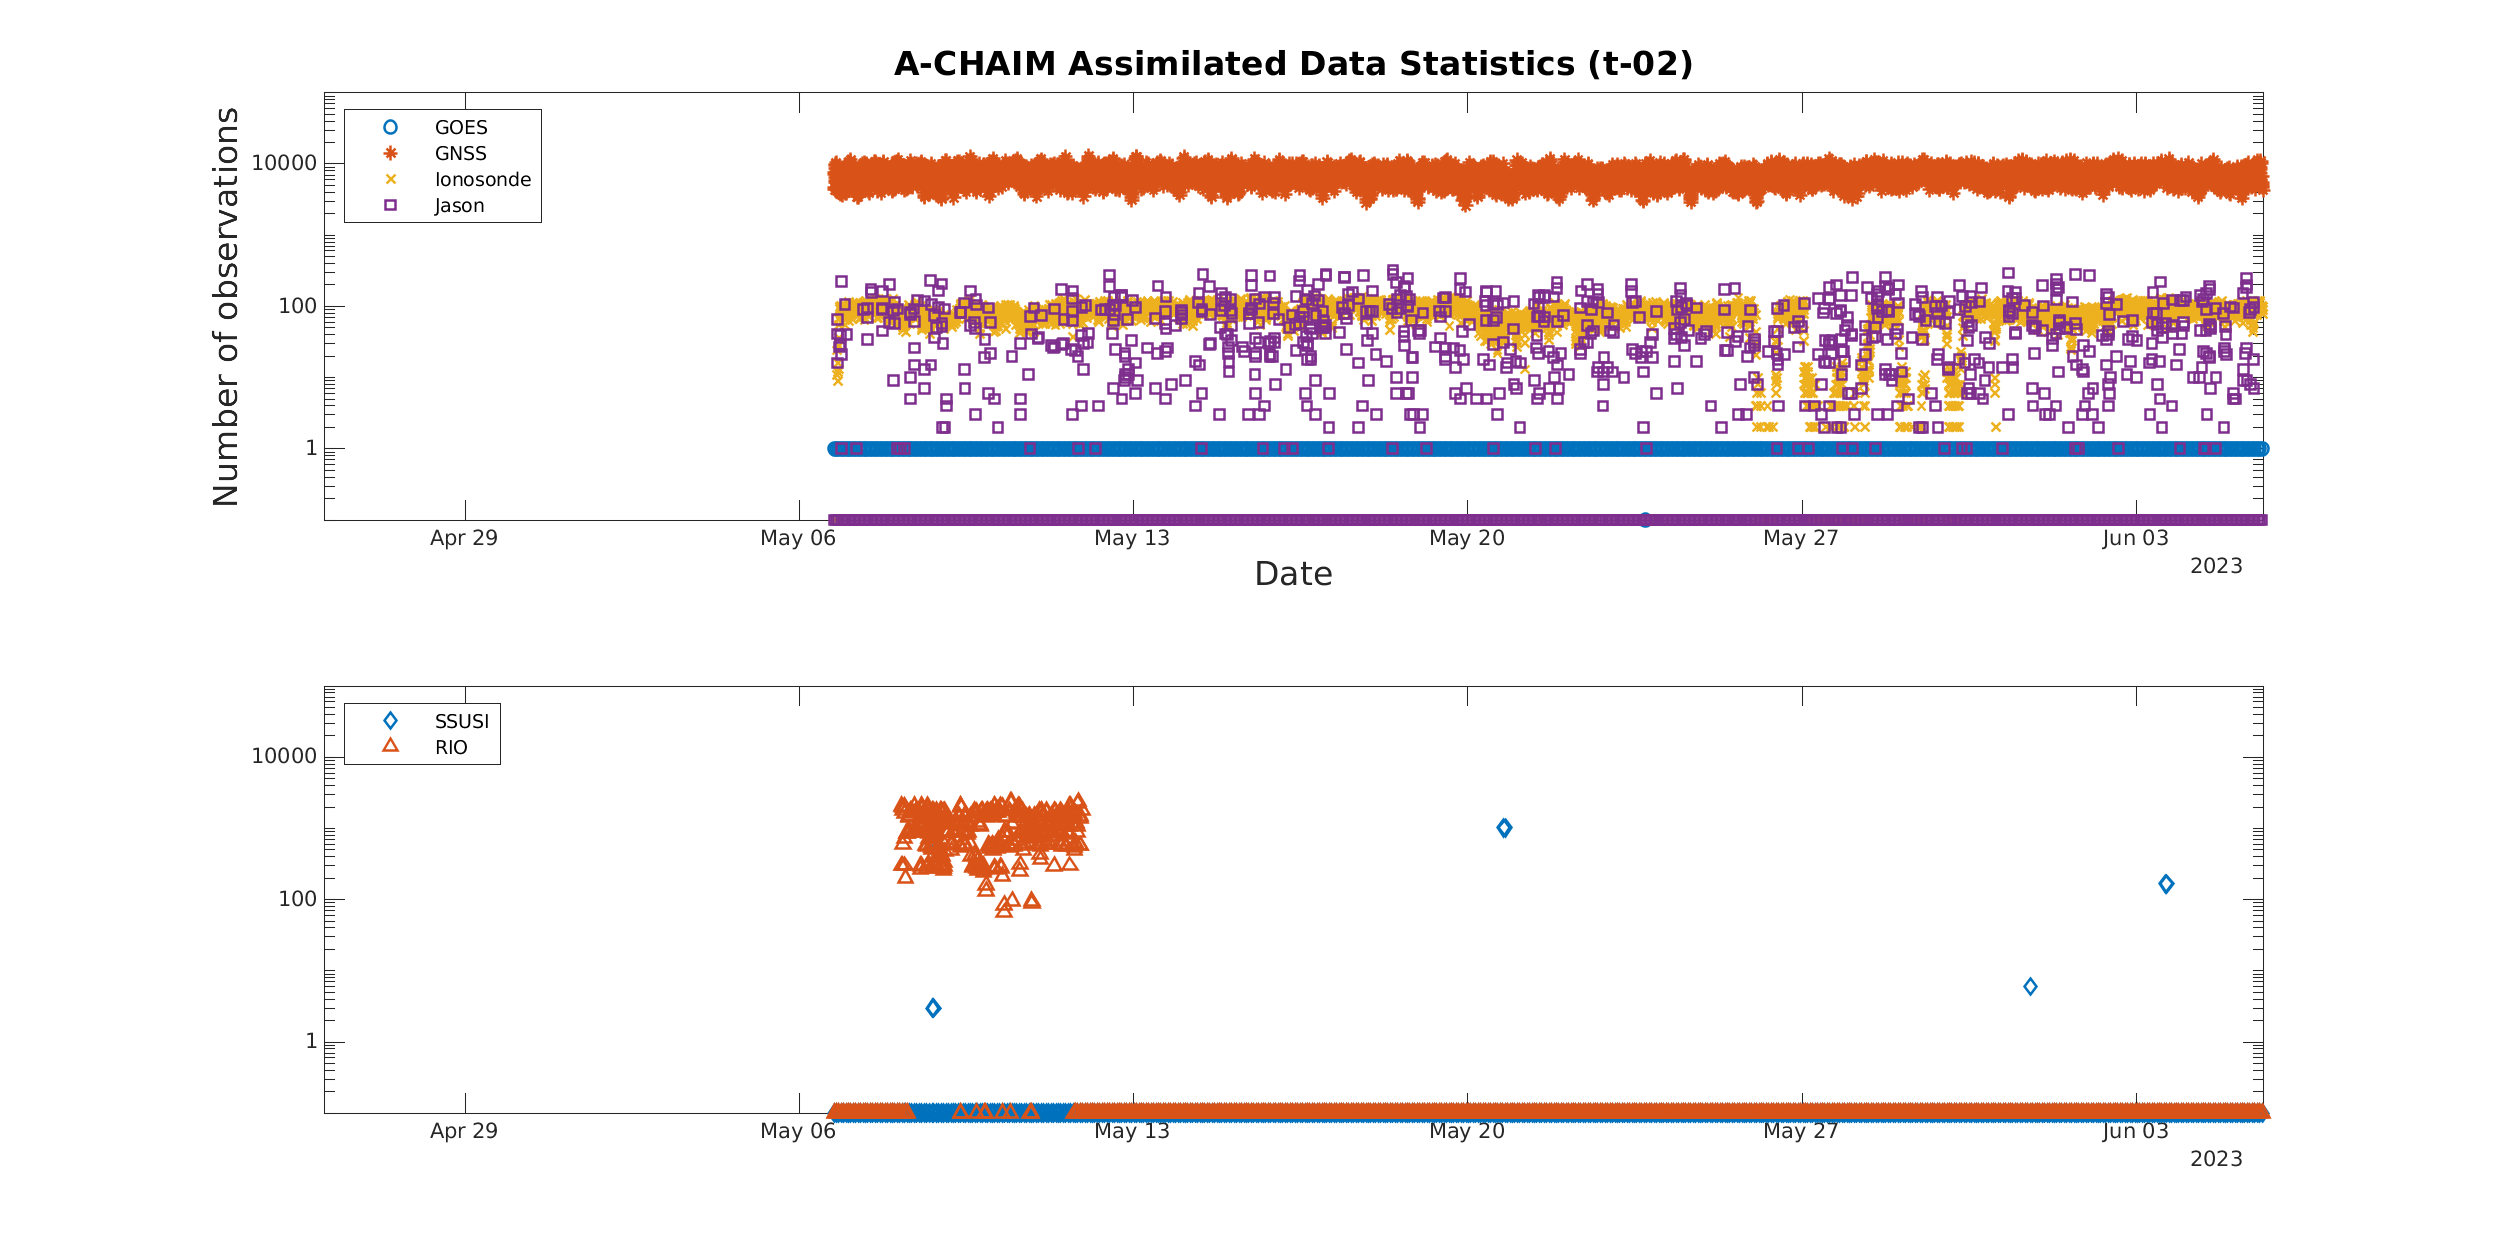 A-CHAIM Assimilated Data Statistics (t-02)
Number of observations
10000
100
1
GOES
GNSS
Ionosonde
Jason
Apr 29 May 06 May 13 May 20 May 27 Jun 03
2023
Date
10000
100
1
SSUSI
RIO
Apr 29 May 06 May 13 May 20 May 27 Jun 03
2023